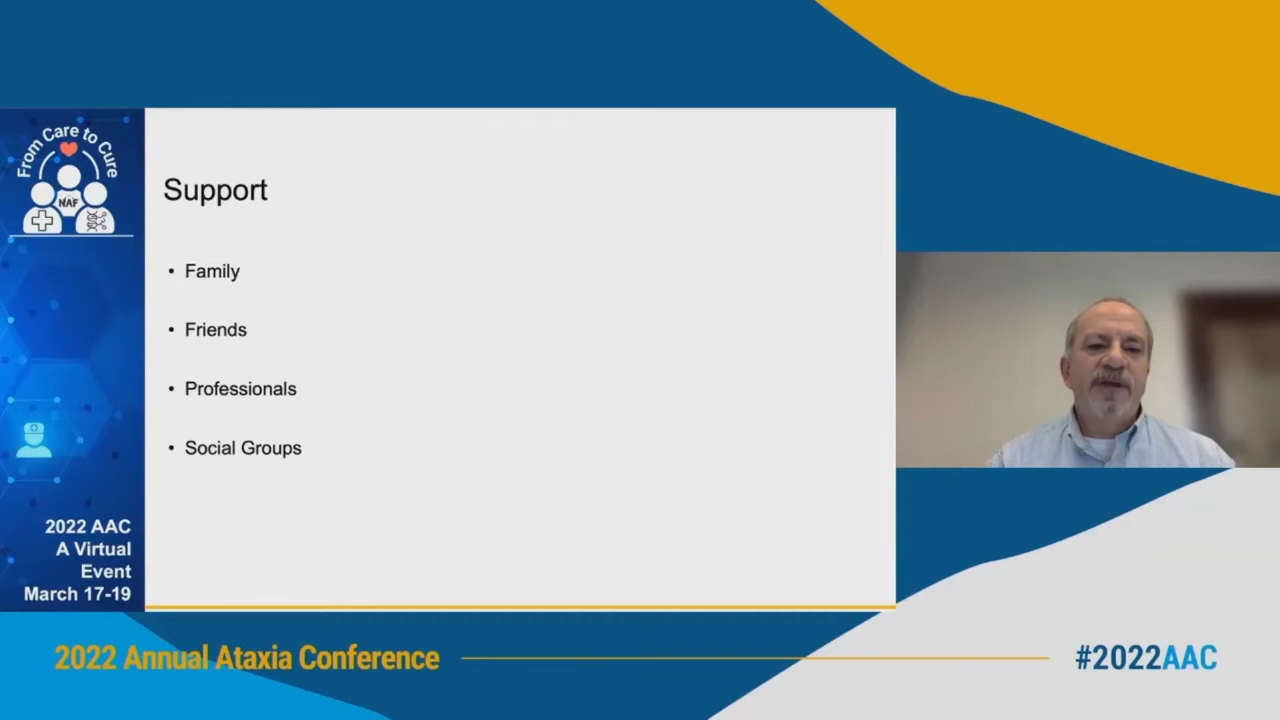 From Care to Cure
NAF
Support
• Family
• Friends
• Professionals
• Social Groups
2022 AAC
A Virtual
Event
March 17-19
2022 Annual Ataxia Conference
#2022AAC